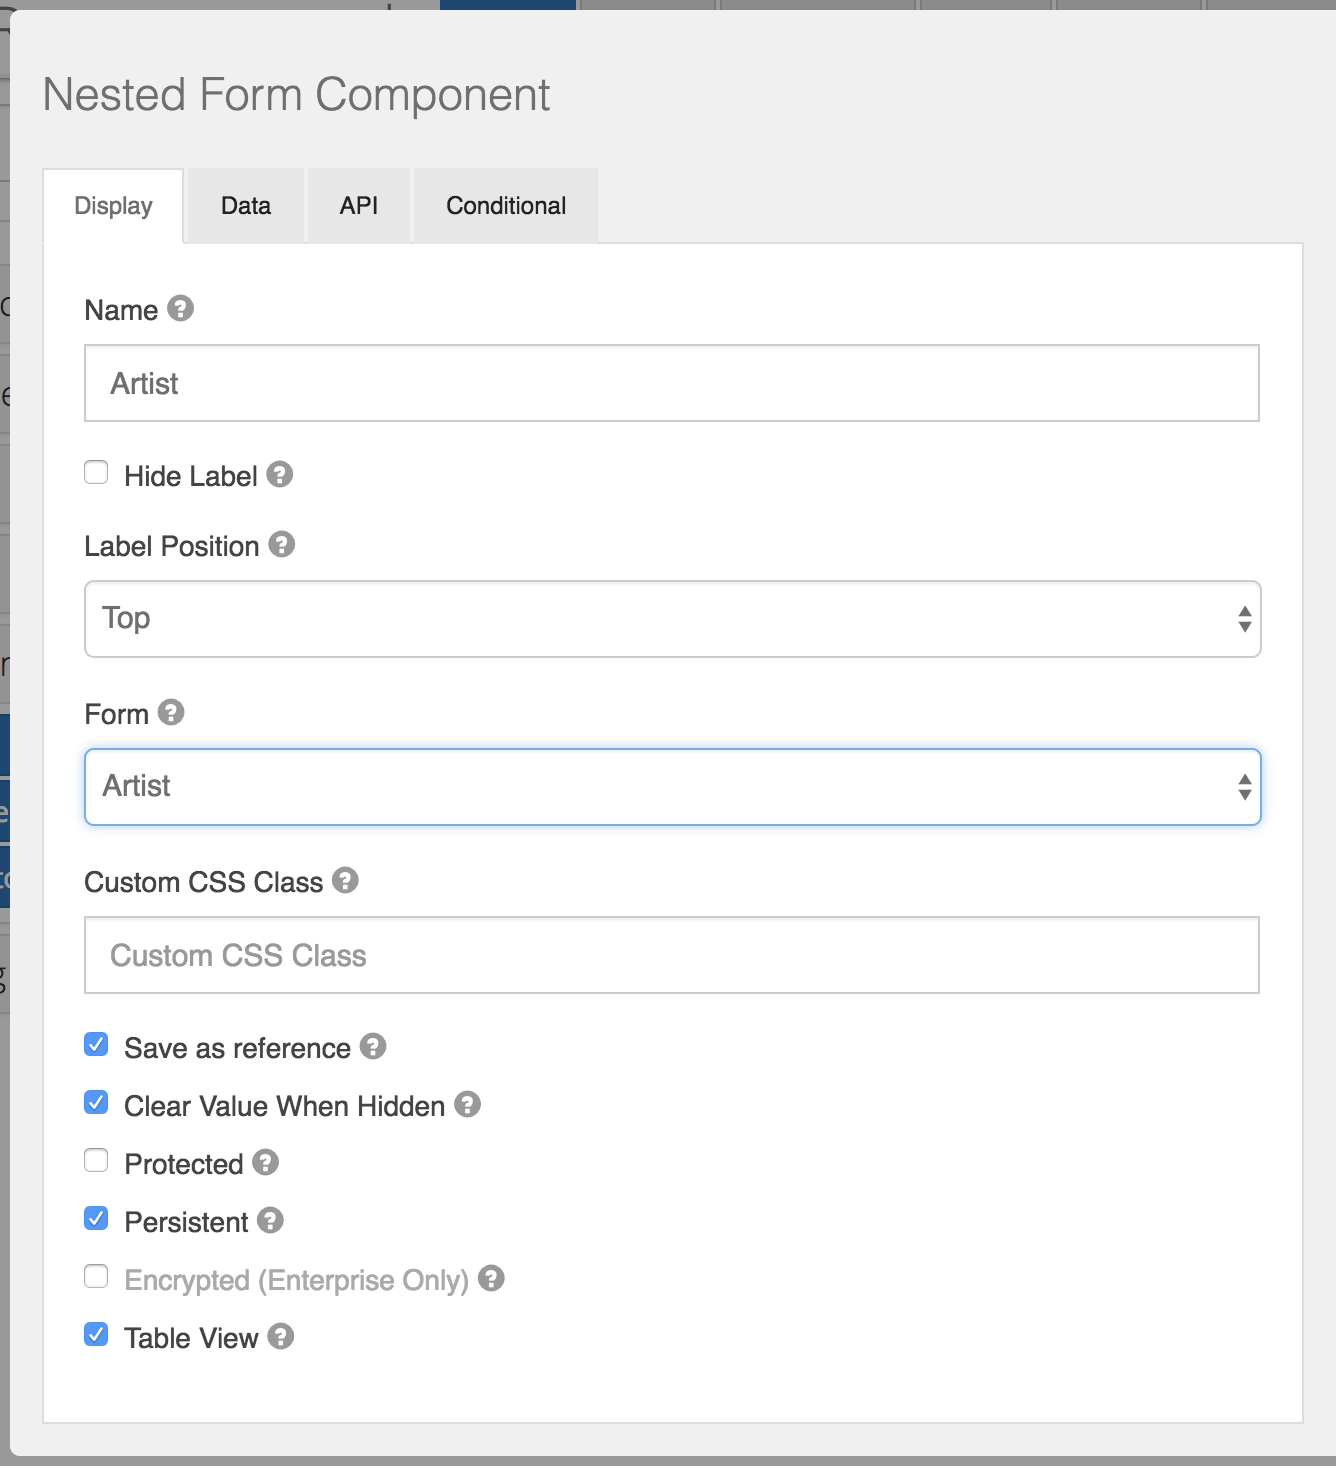 Nested Form Component
Display Data API Conditional
Name ?
Artist
Hide Label ?
Label Position ?
Top
Form ?
Artist
Custom CSS Class ?
Custom CSS Class
Save as reference ?
Clear Value When Hidden ?
Protected ?
Persistent ?
Encrypted (Enterprise Only) ?
Table View ?